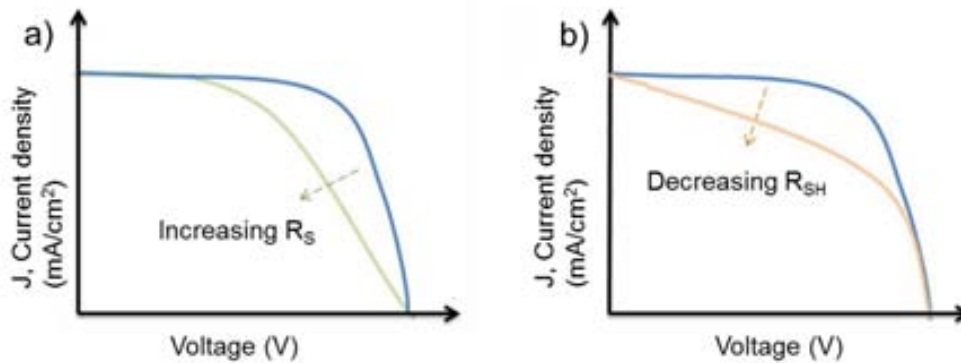 a)
J, Current density
(mA/cm²)
Increasing R_S
Voltage (V)
b)
J, Current density
(mA/cm²)
Decreasing R_SH
Voltage (V)